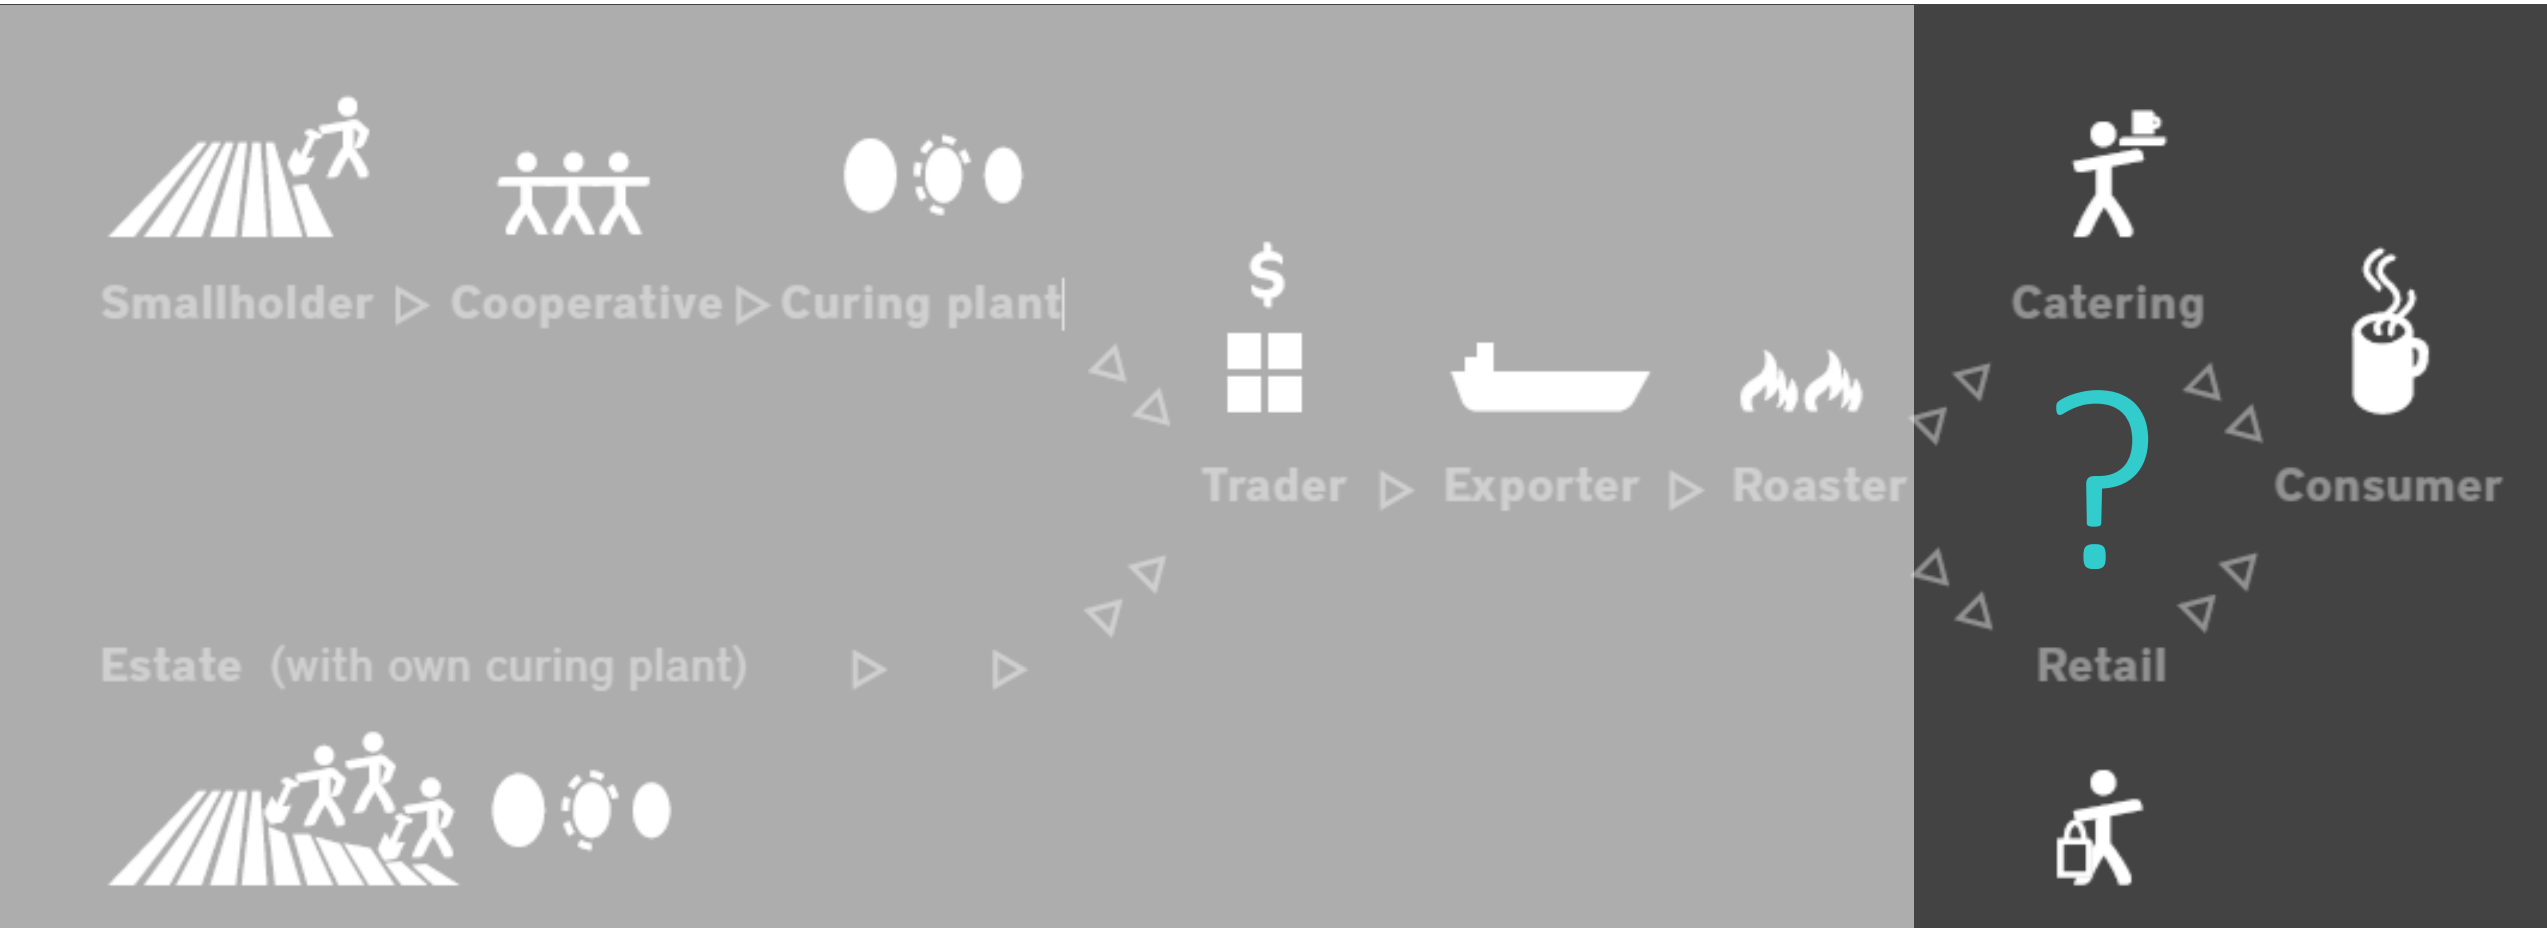 Smallholder
Cooperative
Curing plant
$
Trader
Exporter
Roaster
Catering
?
Consumer
Estate (with own curing plant)
Retail